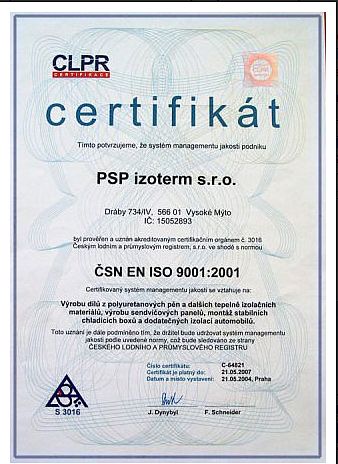 CLPR
CERTIFIKACE
certifikát
Tímto potvrzujeme, že systém managementu jakosti podniku
PSP izoterm s.r.o.
Dráby 734/IV, 566 01 Vysoké Mýto
IČ: 15052893
byl prověřen a uznán akreditovaným certifikačním orgánem č. 3016
Českým lodním a průmyslovým registrem, s.r.o. ve shodě s normou
ČSN EN ISO 9001:2001
Certifikovaný systém managementu jakosti se vztahuje na:
Výrobu dílů z polyuretanových pěn a dalších tepelně izolačních
materiálů, výrobu sendvičových panelů, montáž stabilních
chladících boxů a dodatečných izolací automobilů.
Toto uznání je dále podmíněno tím, že držitel bude udržovat systém managementu
jakosti podle uvedené normy, což bude sledováno ze strany
ČESKÉHO LODNÍHO A PRŮMYSLOVÉHO REGISTRU
Číslo certifikátu: C-64821
Certifikát je platný do: 21.05.2007
Datum a místo vystavení: 21.05.2004, Praha
S 3016
J. Dynybyl F. Schneider